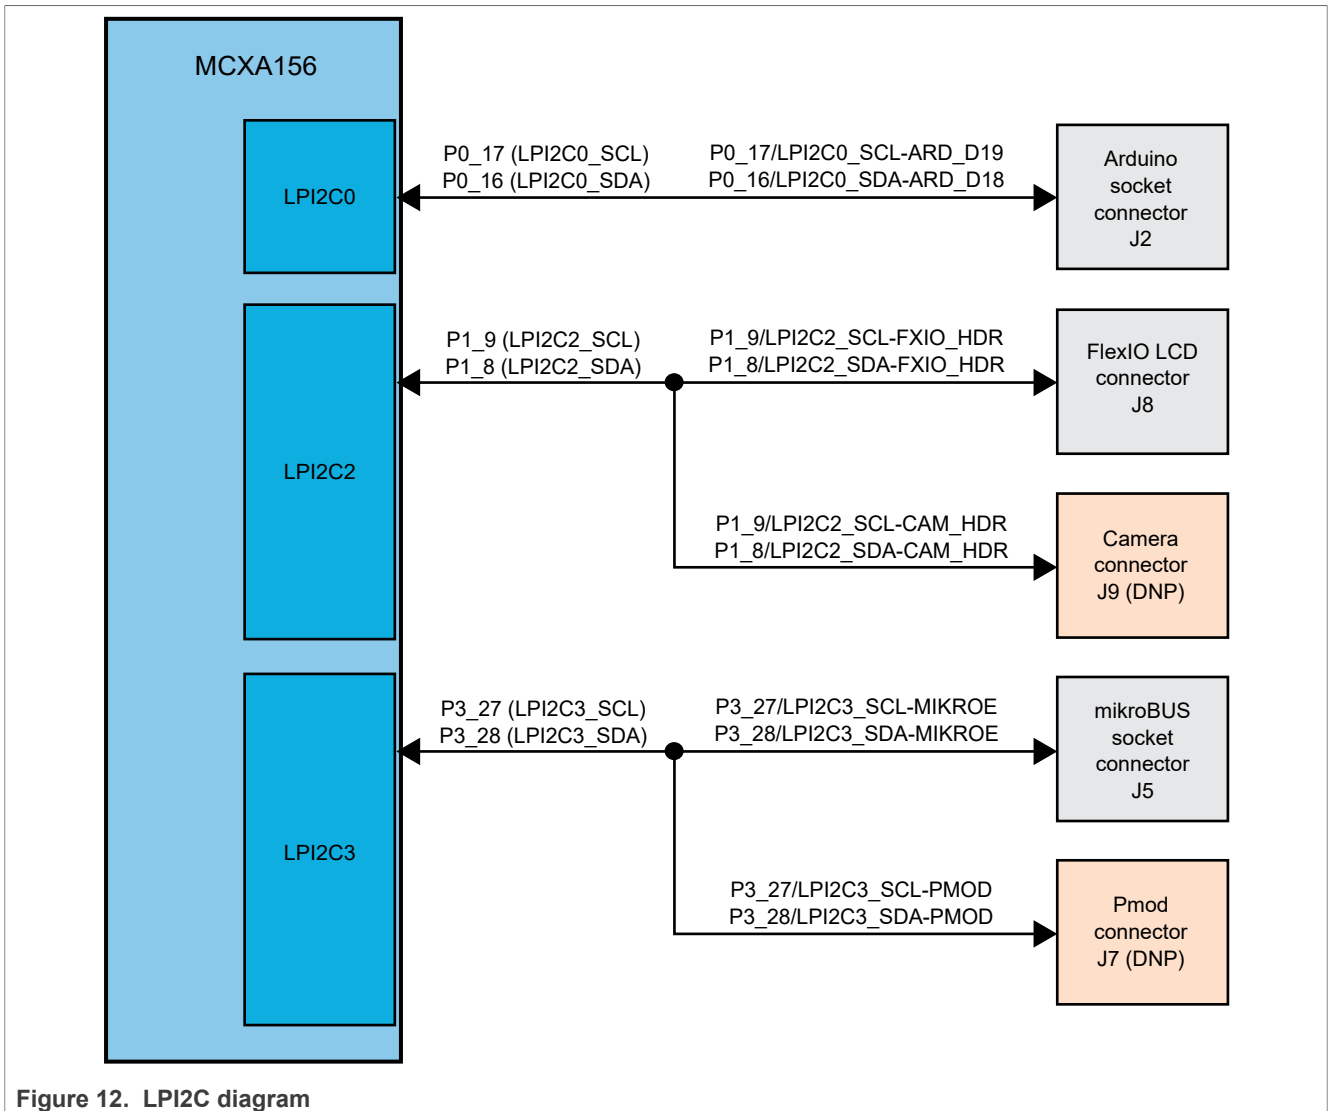 MCXA156
LPI2C0
P0_17 (LPI2C0_SCL)
P0_16 (LPI2C0_SDA)
P0_17/LPI2C0_SCL-ARD_D19
P0_16/LPI2C0_SDA-ARD_D18
Arduino
socket
connector
J2
LPI2C2
P1_9 (LPI2C2_SCL)
P1_8 (LPI2C2_SDA)
P1_9/LPI2C2_SCL-FXIO_HDR
P1_8/LPI2C2_SDA-FXIO_HDR
FlexIO LCD
connector
J8
P1_9/LPI2C2_SCL-CAM_HDR
P1_8/LPI2C2_SDA-CAM_HDR
Camera
connector
J9 (DNP)
LPI2C3
P3_27 (LPI2C3_SCL)
P3_28 (LPI2C3_SDA)
P3_27/LPI2C3_SCL-MIKROE
P3_28/LPI2C3_SDA-MIKROE
mikroBUS
socket
connector
J5
P3_27/LPI2C3_SCL-PMOD
P3_28/LPI2C3_SDA-PMOD
Pmod
connector
J7 (DNP)
Figure 12. LPI2C diagram